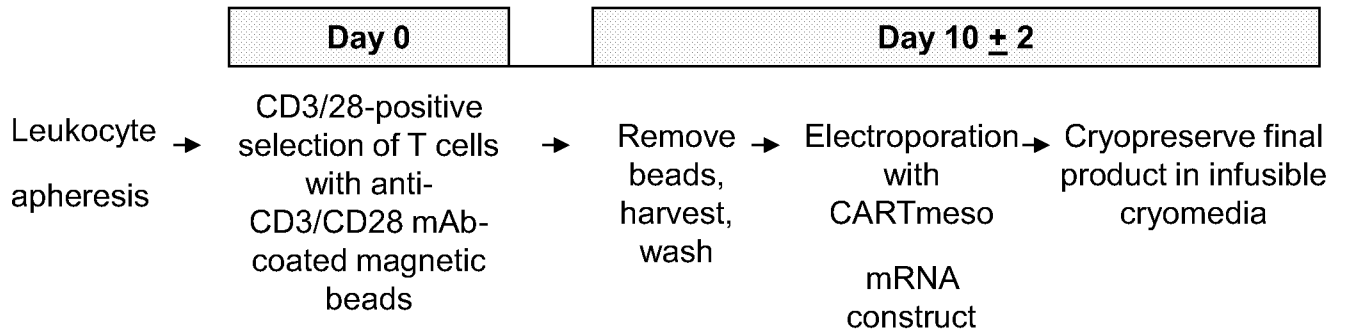 Day 0
Day 10 ± 2
Leukocyte
apheresis
CD3/28-positive
selection of T cells
with anti-
CD3/CD28 mAb-
coated magnetic
beads
Remove
beads,
harvest,
wash
Electroporation
with
CARTmeso
mRNA
construct
Cryopreserve final
product in infusible
cryomedia